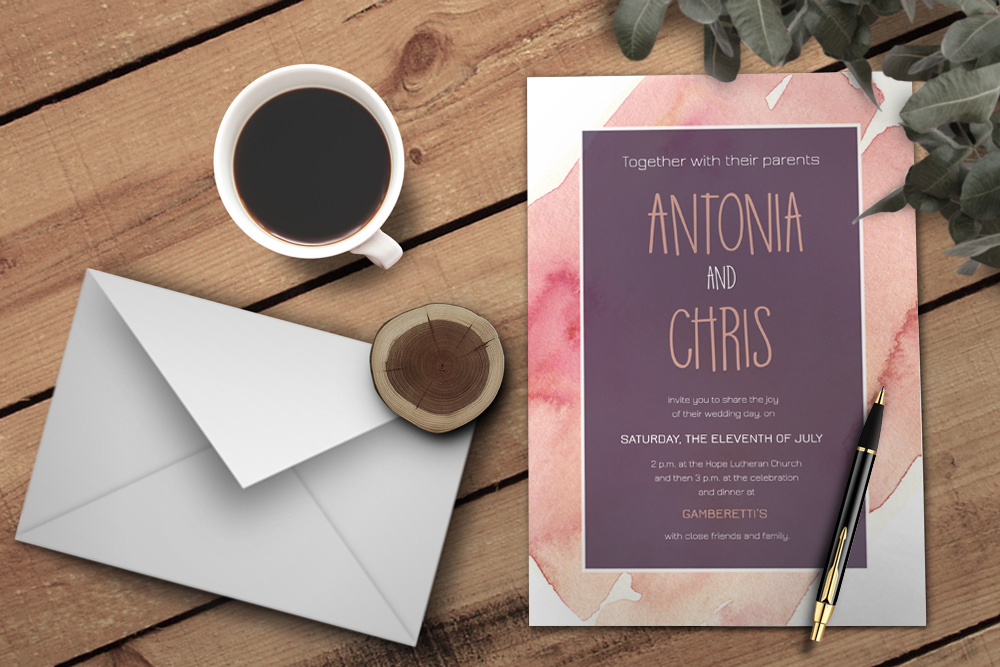 Together with their parents
ANTONIA
AND
CHRIS
invite you to share the joy
of their wedding day, on
SATURDAY, THE ELEVENTH OF JULY
2 p.m. at the Hope Lutheran Church
and then 3 p.m. at the celebration
and dinner at
GAMBERETTI'S
with close friends and family.